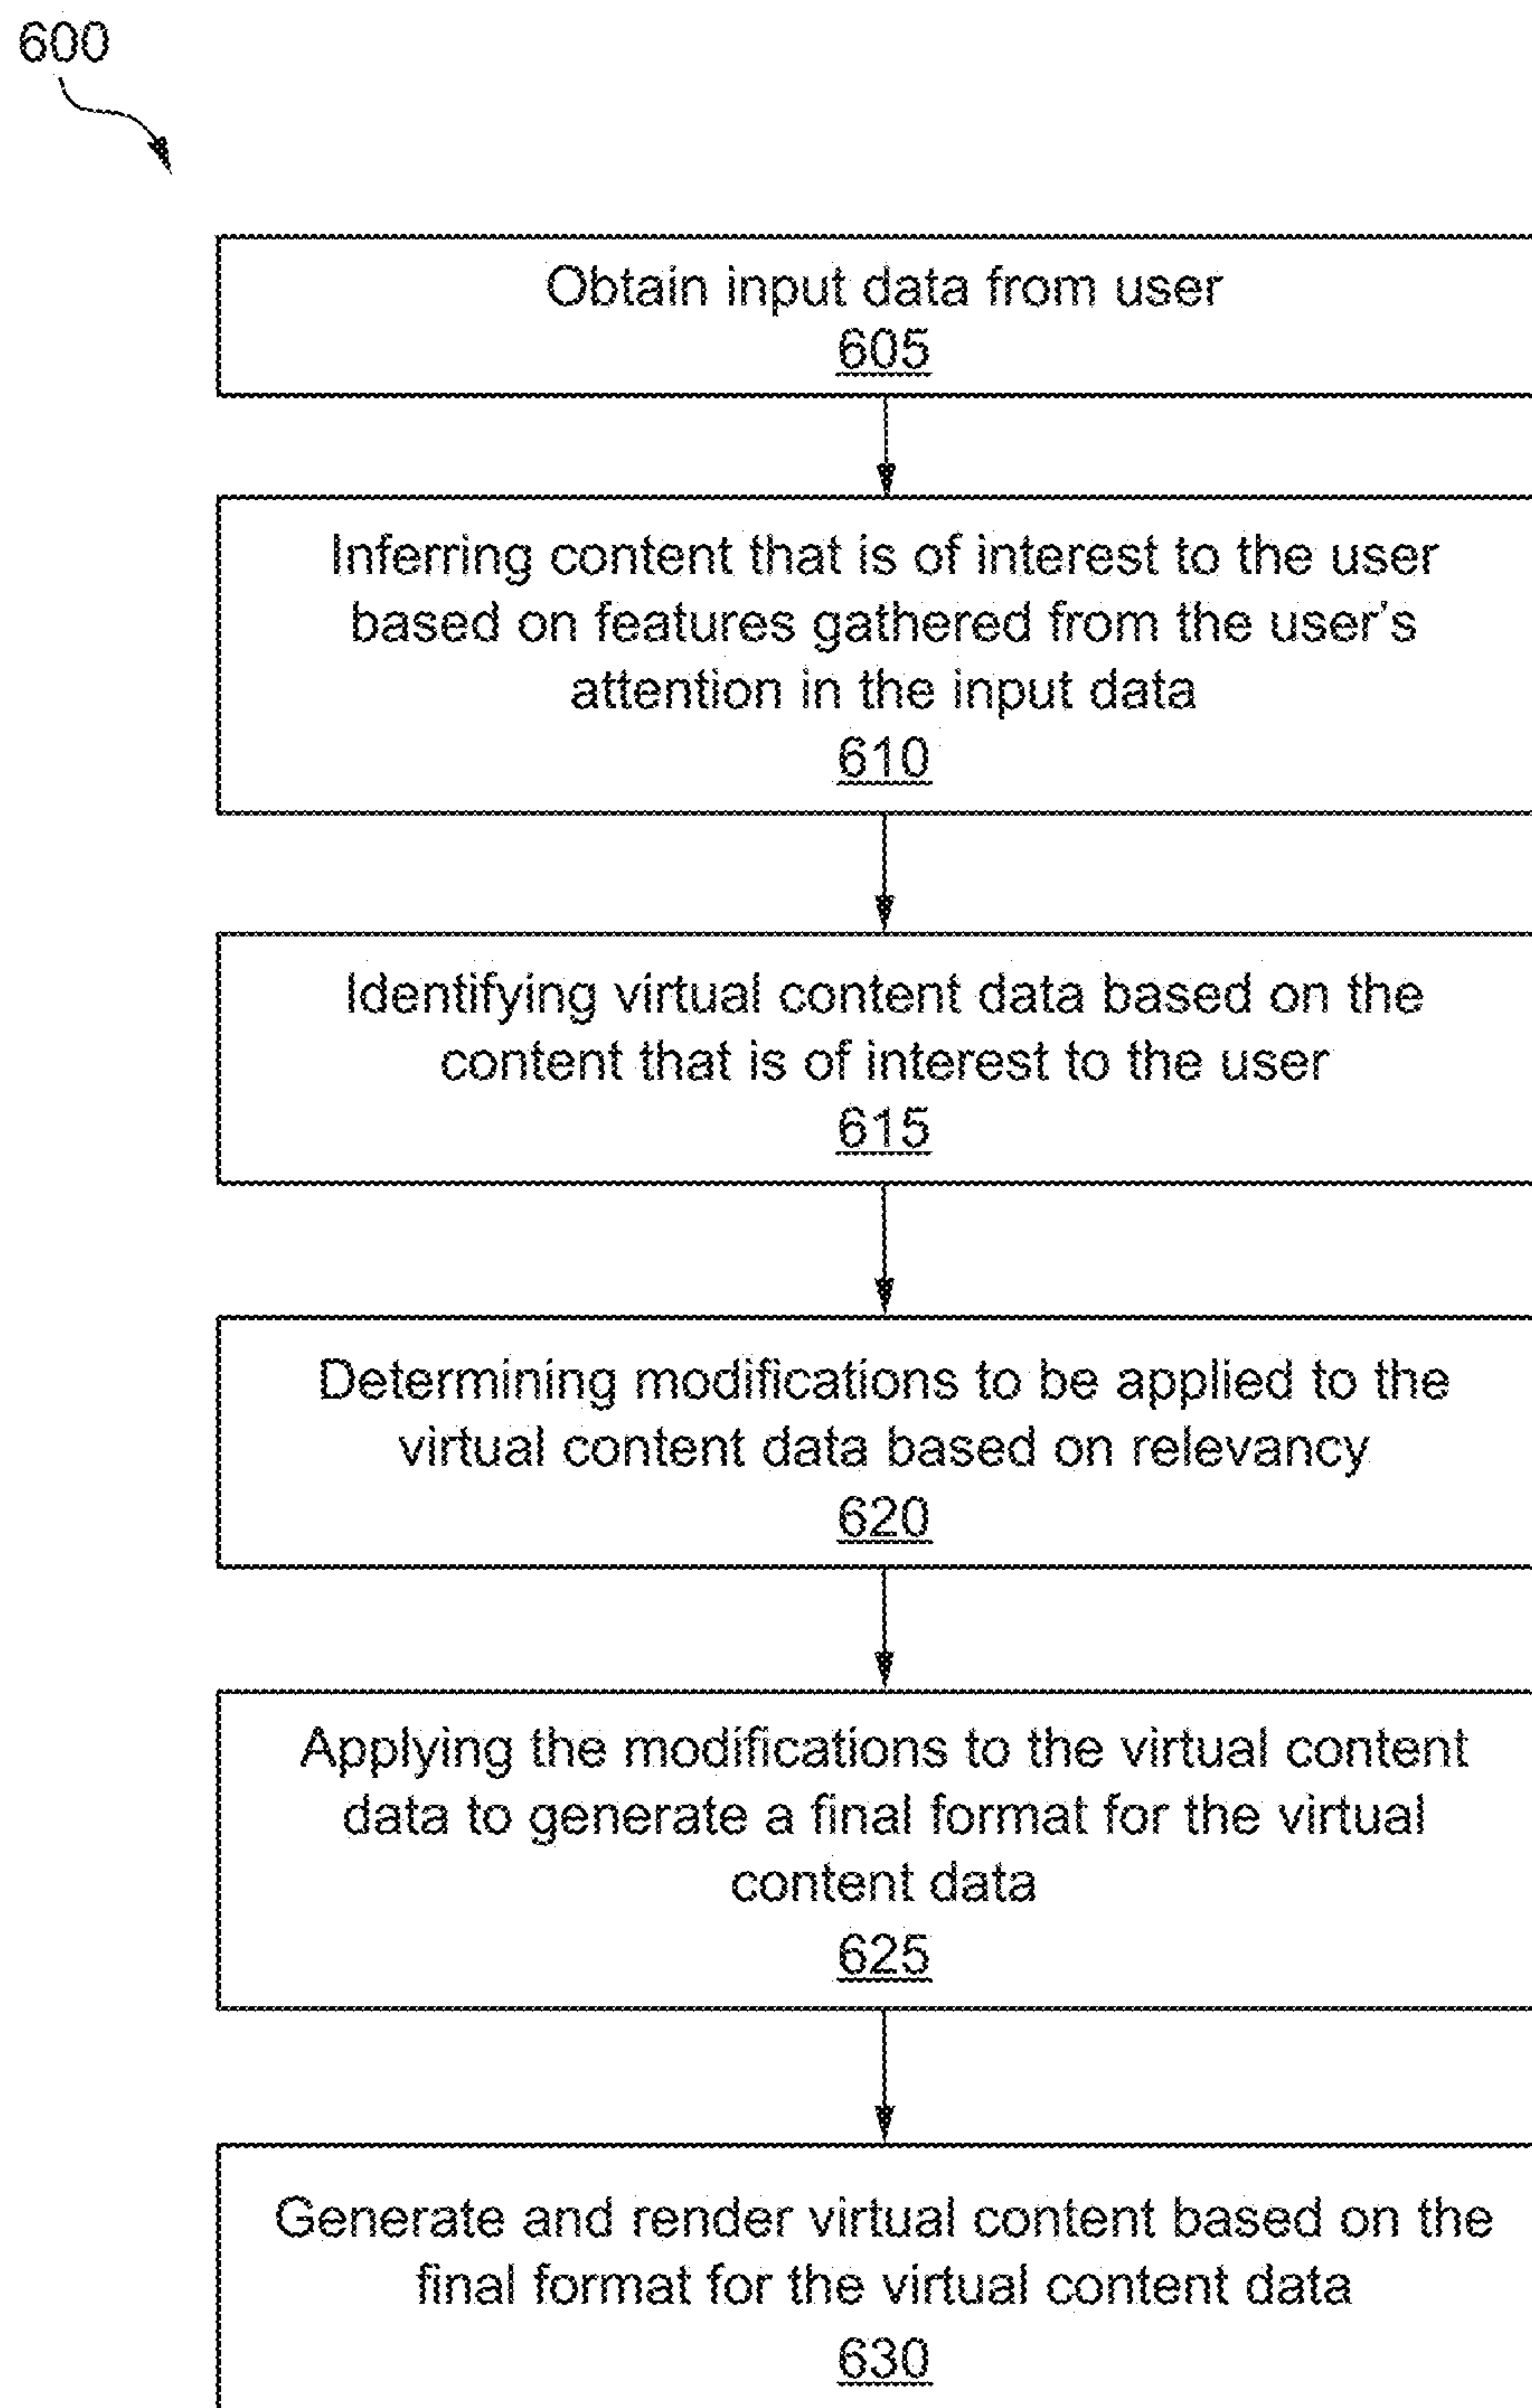 600
Obtain input data from user
605
Inferring content that is of interest to the user
based on features gathered from the user's
attention in the input data
610
Identifying virtual content data based on the
content that is of interest to the user
615
Determining modifications to be applied to the
virtual content data based on relevancy
620
Applying the modifications to the virtual content
data to generate a final format for the virtual
content data
625
Generate and render virtual content based on the
final format for the virtual content data
630